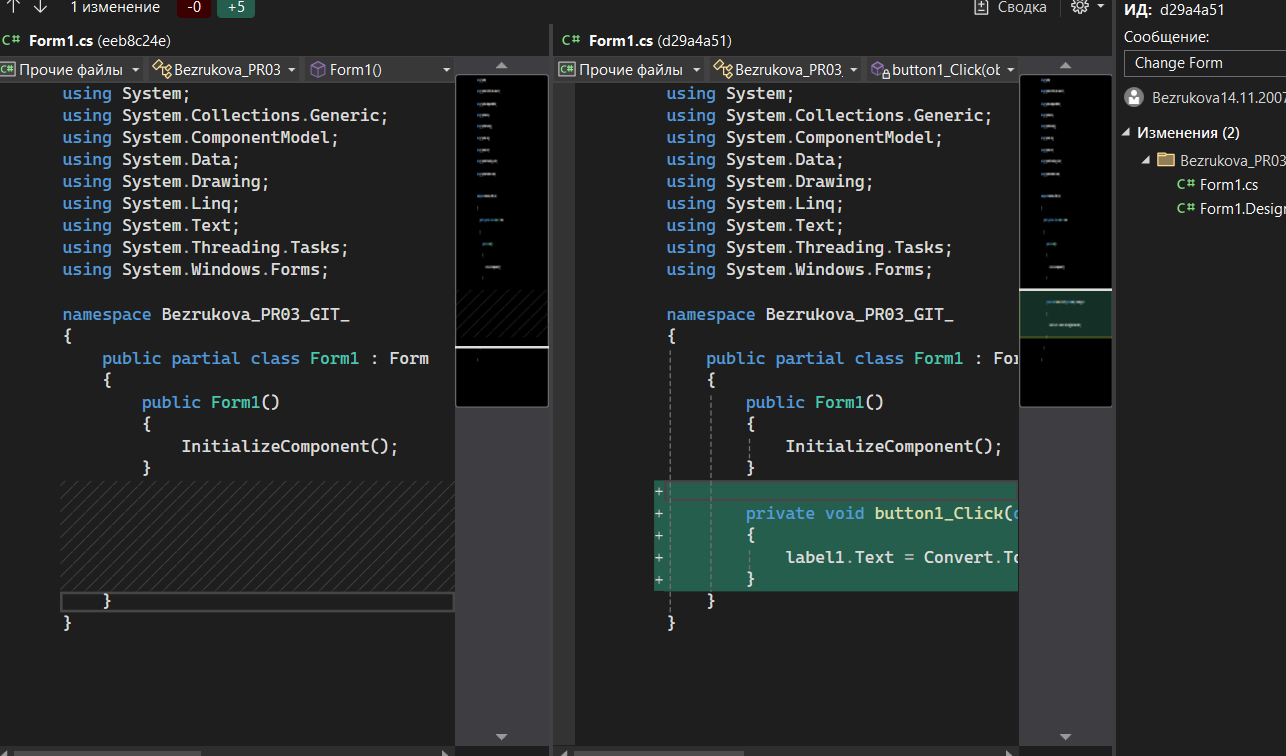 1 изменение -0 +5 Сводка
C# Form1.cs (eeb8c24e)
C# Прочие файлы Bezrukova_PR03 Form1()
using System;
using System.Collections.Generic;
using System.ComponentModel;
using System.Data;
using System.Drawing;
using System.Linq;
using System.Text;
using System.Threading.Tasks;
using System.Windows.Forms;
namespace Bezrukova_PR03_GIT_
{
public partial class Form1 : Form
{
public Form1()
{
InitializeComponent();
}
}
}
C# Form1.cs (d29a4a51)
C# Прочие файлы Bezrukova_PR03_ button1_Click(ob
using System;
using System.Collections.Generic;
using System.ComponentModel;
using System.Data;
using System.Drawing;
using System.Linq;
using System.Text;
using System.Threading.Tasks;
using System.Windows.Forms;
namespace Bezrukova_PR03_GIT_
{
public partial class Form1 : For
{
public Form1()
{
InitializeComponent();
}
+
+ private void button1_Click(
+ {
+ label1.Text = Convert.To
+ }
}
}
ИД: d29a4a51
Сообщение:
Change Form
Bezrukova14.11.2007
Изменения (2)
Bezrukova_PR03
C# Form1.cs
C# Form1.Design